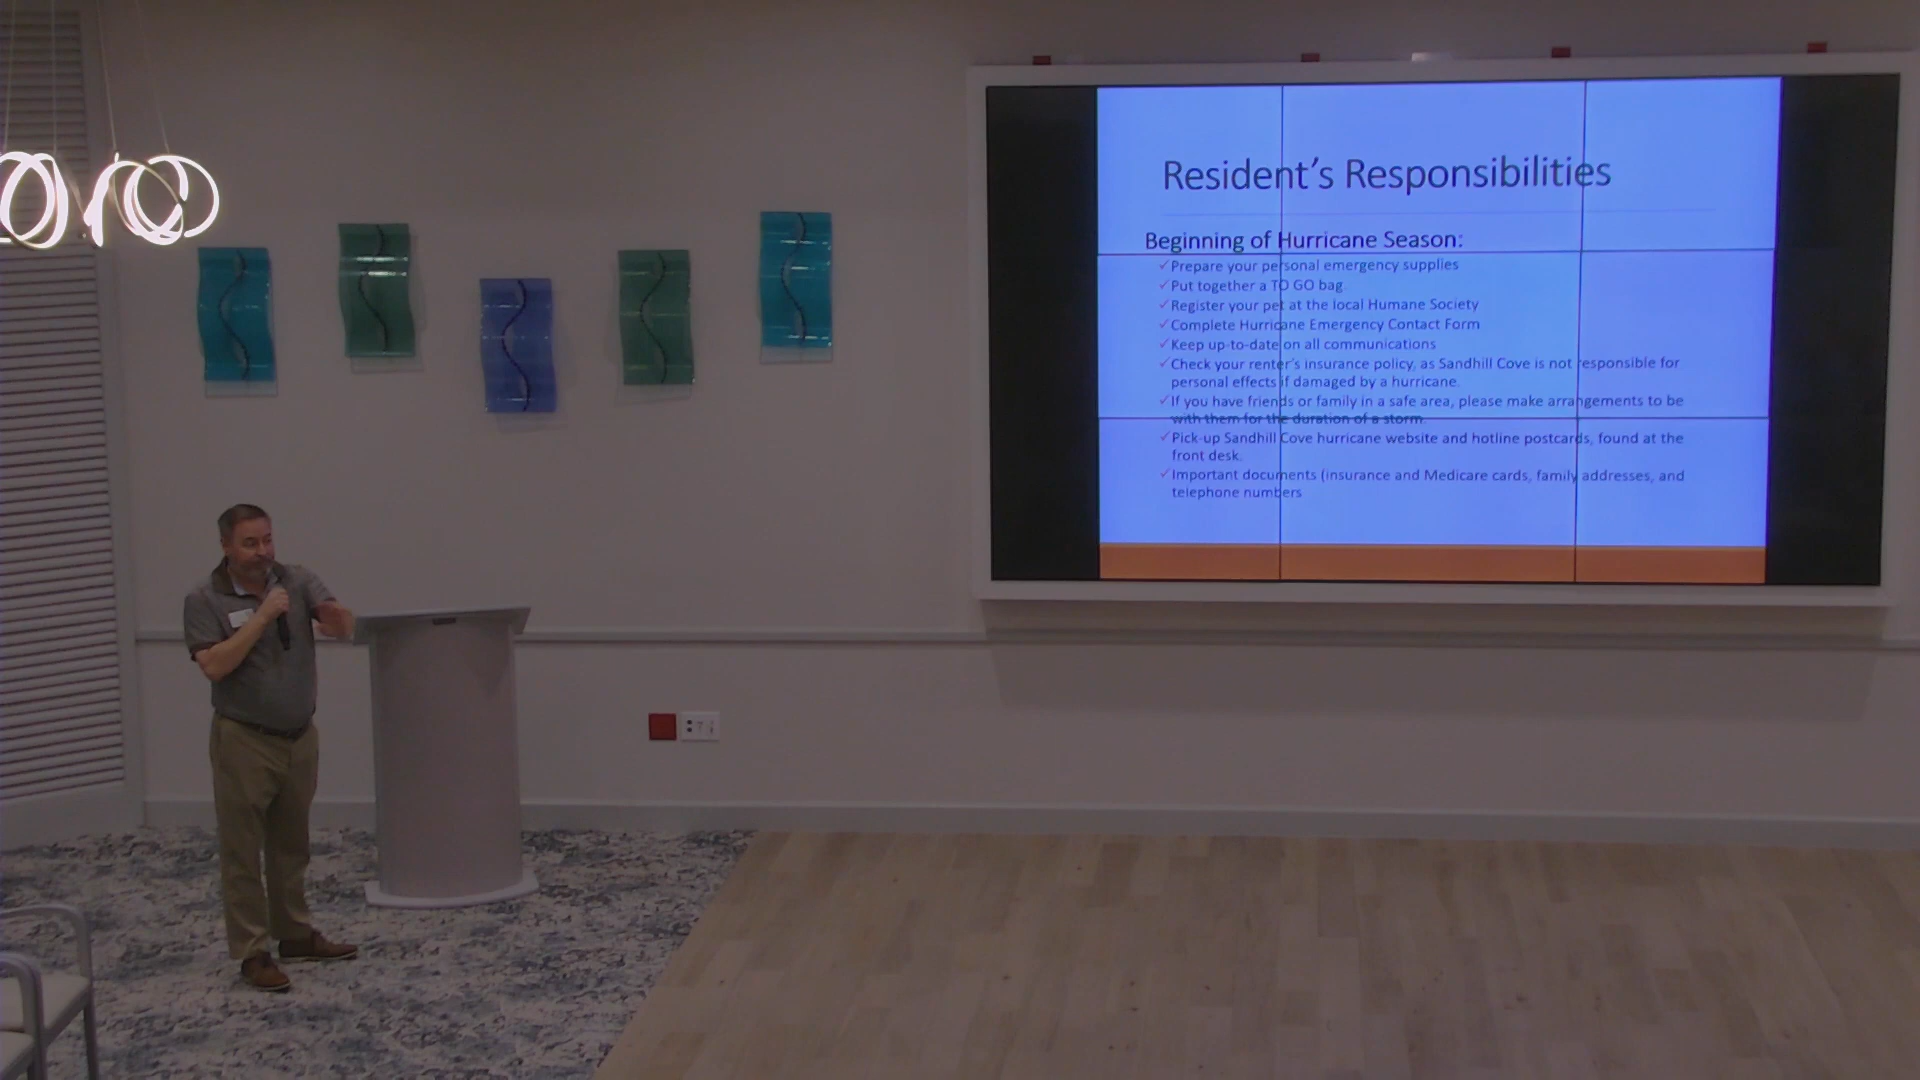 Resident's Responsibilities
Beginning of Hurricane Season:
✓Prepare your personal emergency supplies
✓Put together a TO GO bag
✓Register your pet at the local Humane Society
✓Complete Hurricane Emergency Contact Form
✓Keep up-to-date on all communications
✓Check your renter's insurance policy, as Sandhill Cove is not responsible for
personal effects if damaged by a hurricane.
✓If you have friends or family in a safe area, please make arrangements to be
with them for the duration of a storm.
✓Pick-up Sandhill Cove hurricane website and hotline postcards, found at the
front desk.
✓Important documents (insurance and Medicare cards, family addresses, and
telephone numbers